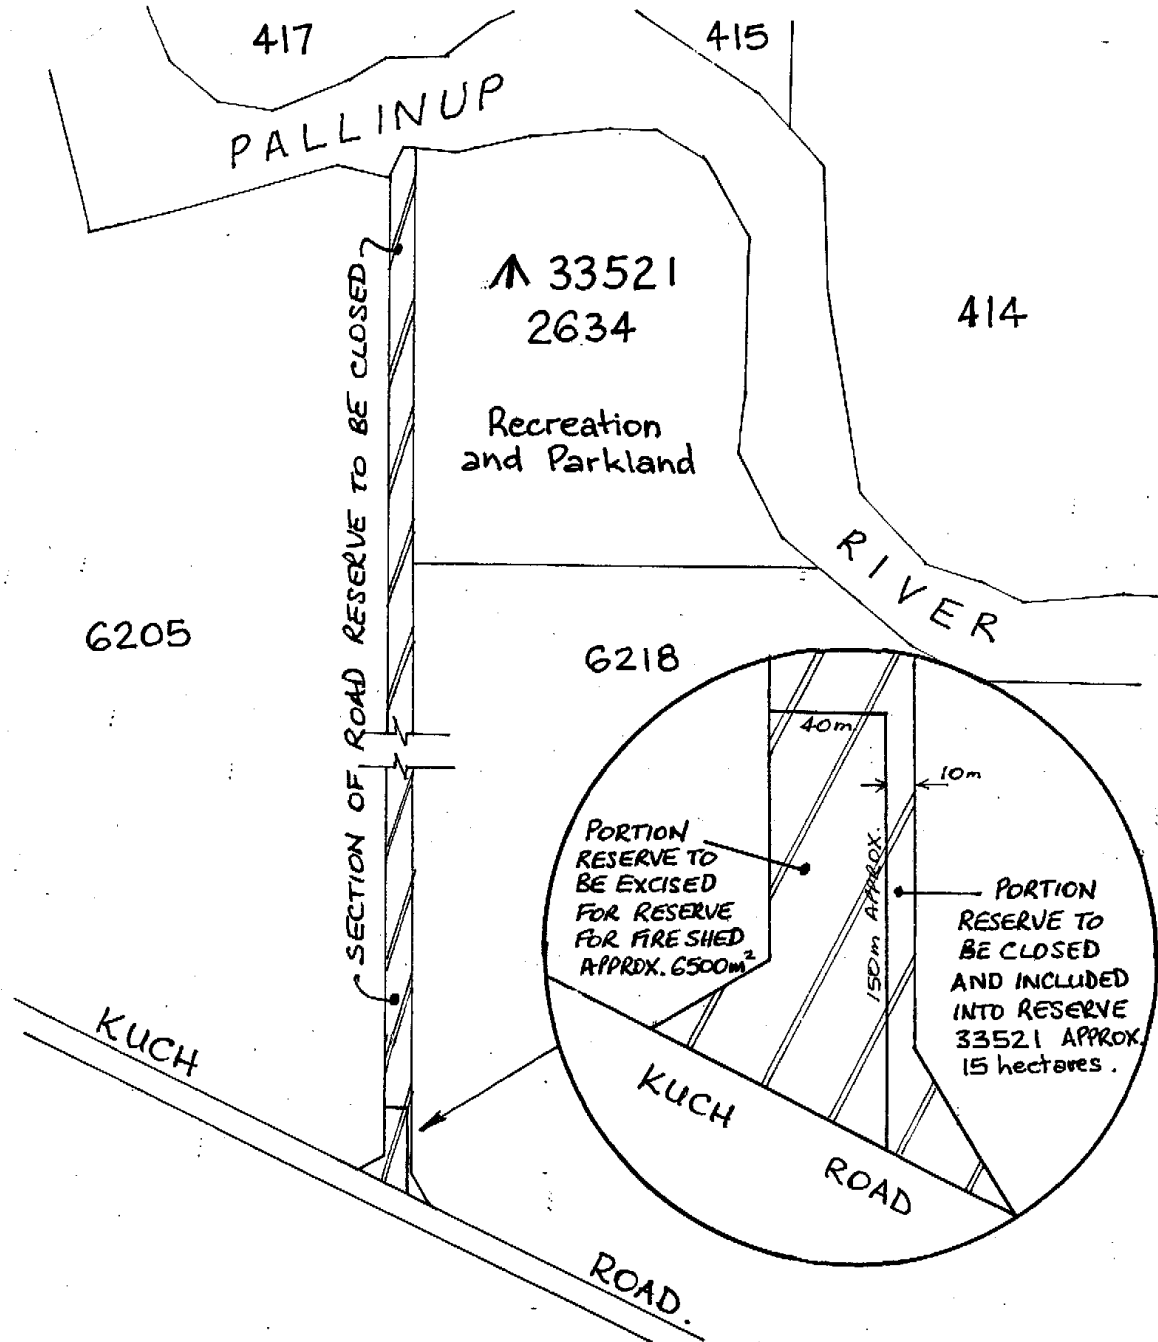 417
415
PALLINUP
33521
2634
414
Recreation
and Parkland
SECTION OF ROAD RESERVE TO BE CLOSED
RIVER
6205
6218
40m
10m
PORTION
RESERVE TO
BE EXCISED
FOR RESERVE
FOR FIRE SHED
APPROX. 6500m²
150m APPROX.
PORTION
RESERVE TO
BE CLOSED
AND INCLUDED
INTO RESERVE
33521 APPROX.
15 hectares.
KUCH
ROAD
KUCH
ROAD.